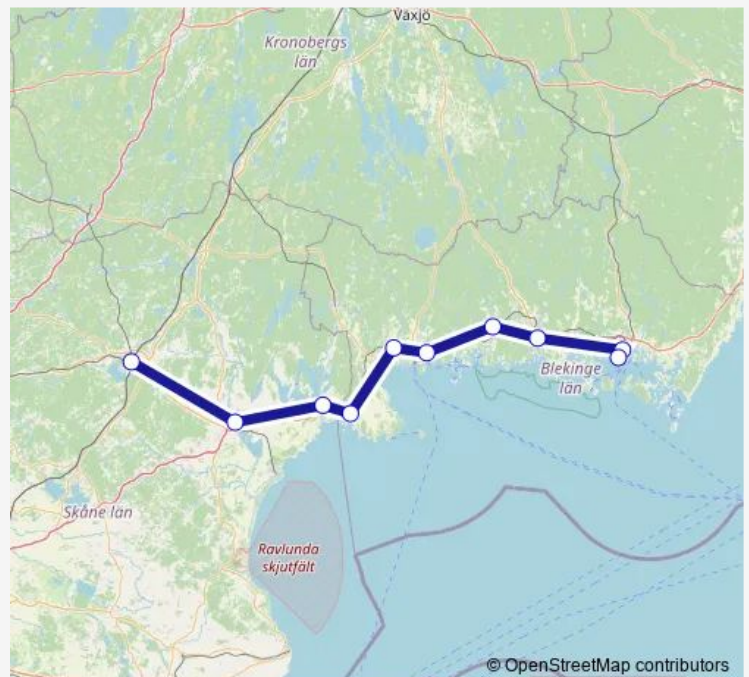 Växjö
Kronobergs
län
Blekinge
län
Skåne län
Ravlunda
skjutfält
© OpenStreetMap contributors